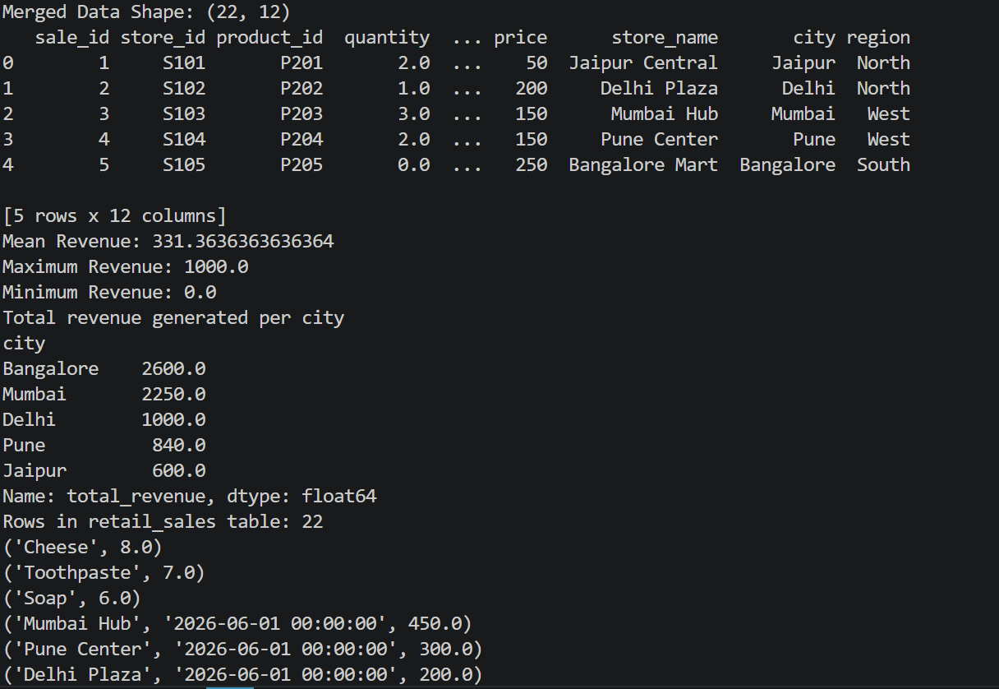 Merged Data Shape: (22, 12)
   sale_id store_id product_id  quantity  ... price      store_name       city region
0        1     S101       P201       2.0  ...    50  Jaipur Central     Jaipur  North
1        2     S102       P202       1.0  ...   200     Delhi Plaza      Delhi  North
2        3     S103       P203       3.0  ...   150      Mumbai Hub     Mumbai   West
3        4     S104       P204       2.0  ...   150     Pune Center       Pune   West
4        5     S105       P205       0.0  ...   250  Bangalore Mart  Bangalore  South

[5 rows x 12 columns]
Mean Revenue: 331.3636363636364
Maximum Revenue: 1000.0
Minimum Revenue: 0.0
Total revenue generated per city
city
Bangalore    2600.0
Mumbai       2250.0
Delhi        1000.0
Pune          840.0
Jaipur        600.0
Name: total_revenue, dtype: float64
Rows in retail_sales table: 22
('Cheese', 8.0)
('Toothpaste', 7.0)
('Soap', 6.0)
('Mumbai Hub', '2026-06-01 00:00:00', 450.0)
('Pune Center', '2026-06-01 00:00:00', 300.0)
('Delhi Plaza', '2026-06-01 00:00:00', 200.0)